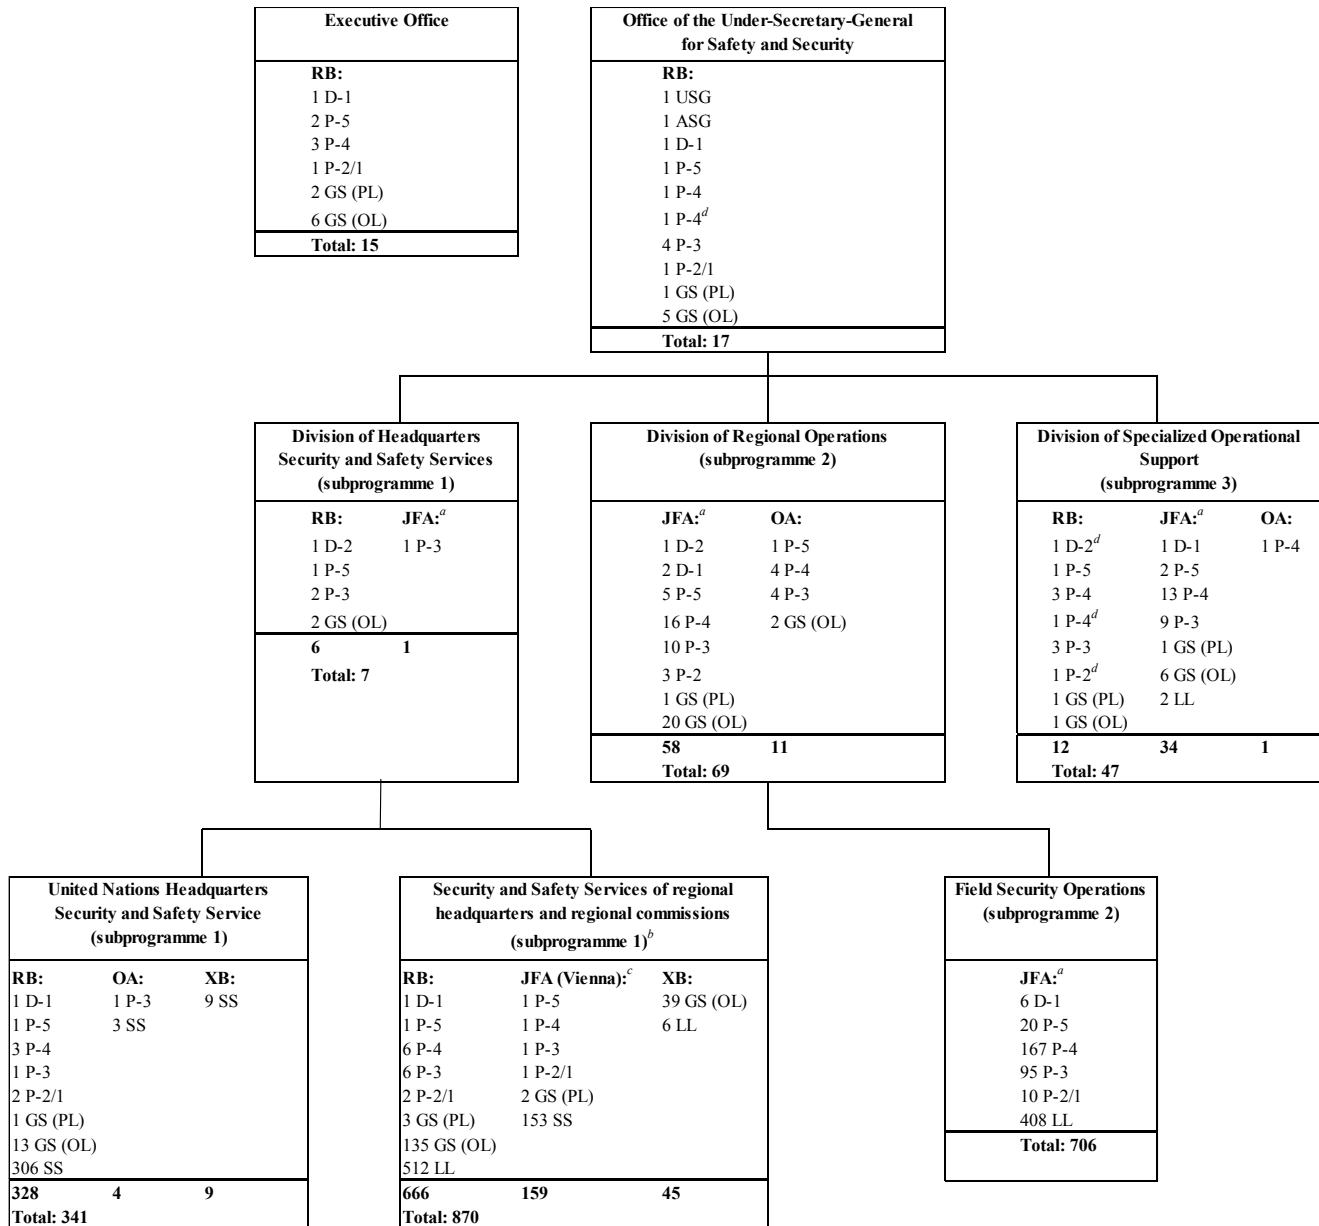 Executive Office
RB:
1 D-1
2 P-5
3 P-4
1 P-2/1
2 GS (PL)
6 GS (OL)
Total: 15
Office of the Under-Secretary-General
for Safety and Security
RB:
1 USG
1 ASG
1 D-1
1 P-5
1 P-4
1 P-4d
4 P-3
1 P-2/1
1 GS (PL)
5 GS (OL)
Total: 17
Division of Headquarters
Security and Safety Services
(subprogramme 1)
RB: JFA:a
1 D-2 1 P-3
1 P-5
2 P-3
2 GS (OL)
6 1
Total: 7
Division of Regional Operations
(subprogramme 2)
JFA:a OA:
1 D-2 1 P-5
2 D-1 4 P-4
5 P-5 4 P-3
16 P-4 2 GS (OL)
10 P-3
3 P-2
1 GS (PL)
20 GS (OL)
58 11
Total: 69
Division of Specialized Operational
Support
(subprogramme 3)
RB: JFA:a OA:
1 D-2d 1 D-1 1 P-4
1 P-5 2 P-5
3 P-4 13 P-4
1 P-4d 9 P-3
3 P-3 1 GS (PL)
1 P-2d 6 GS (OL)
1 GS (PL) 2 LL
1 GS (OL)
12 34 1
Total: 47
United Nations Headquarters
Security and Safety Service
(subprogramme 1)
RB: OA: XB:
1 D-1 1 P-3 9 SS
1 P-5 3 SS
3 P-4
1 P-3
2 P-2/1
1 GS (PL)
13 GS (OL)
306 SS
328 4 9
Total: 341
Security and Safety Services of regional
headquarters and regional commissions
(subprogramme 1)b
RB: JFA (Vienna):c XB:
1 D-1 1 P-5 39 GS (OL)
1 P-5 1 P-4 6 LL
6 P-4 1 P-3
6 P-3 1 P-2/1
2 P-2/1 2 GS (PL)
3 GS (PL) 153 SS
135 GS (OL)
512 LL
666 159 45
Total: 870
Field Security Operations
(subprogramme 2)
JFA:a
6 D-1
20 P-5
167 P-4
95 P-3
10 P-2/1
408 LL
Total: 706